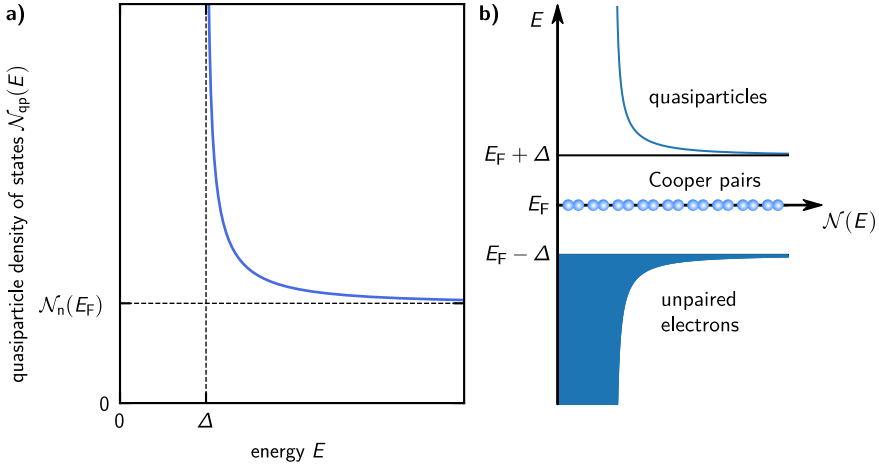 a)
quasiparticle density of states 𝒩qp(E)
𝒩n(EF)
0
0
Δ
energy E
b)
E
quasiparticles
EF + Δ
Cooper pairs
EF
𝒩(E)
EF − Δ
unpaired
electrons